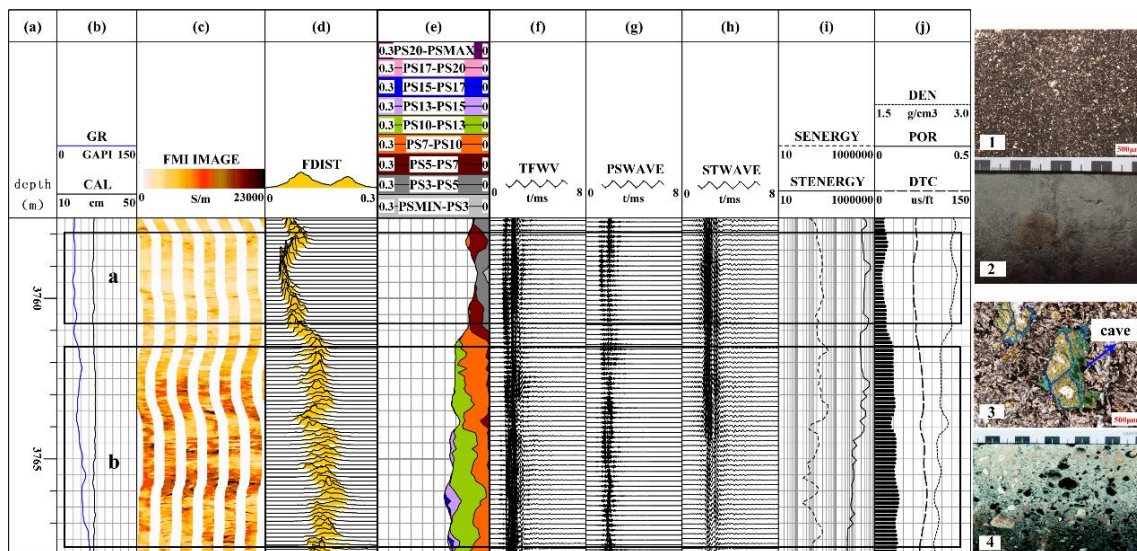 (a) (b) (c) (d) (e) (f) (g) (h) (i) (j)
0.3 PS20-PSMAX 0
0.3 PS17-PS20 0
0.3 PS15-PS17 0
0.3 PS13-PS15 0
0.3 PS10-PS13 0
0.3 PS7-PS10 0
0.3 PS5-PS7 0
0.3 PS3-PS5 0
0.3 PSMIN-PS3 0
depth
(m)
GR
0 GAPI 150
CAL
10 cm 50
FMI IMAGE
0 S/m 23000
FDIST
0 0.3
TFWV
0 8
t/ms
PSWAVE
0 8
t/ms
STWAVE
0 8
t/ms
SENERGY
10 1000000
STENERGY
10 1000000
DEN
1.5 g/cm3 3.0
POR
0 0.5
DTC
0 us/ft 150
a
3760
b
3765
1
500μm
2
cave
3
500μm
4